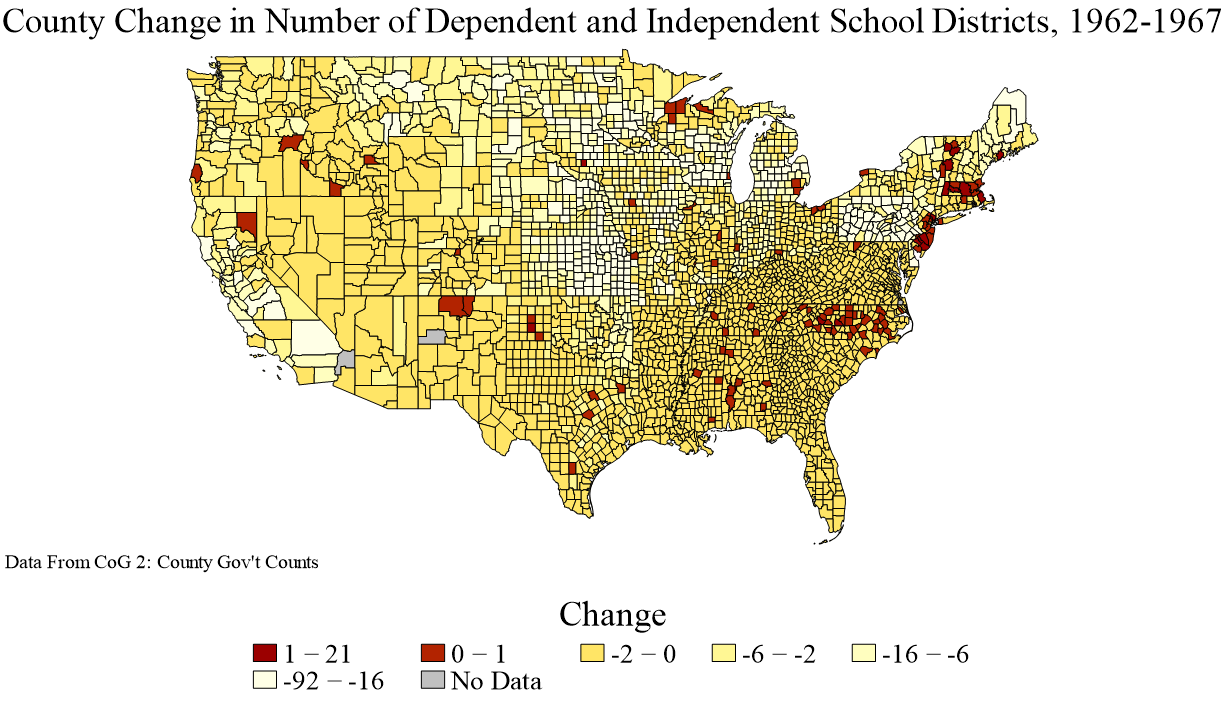 County Change in Number of Dependent and Independent School Districts, 1962-1967
Data From CoG 2: County Gov't Counts
Change
1 − 21 0 − 1 -2 − 0 -6 − -2 -16 − -6
-92 − -16 No Data